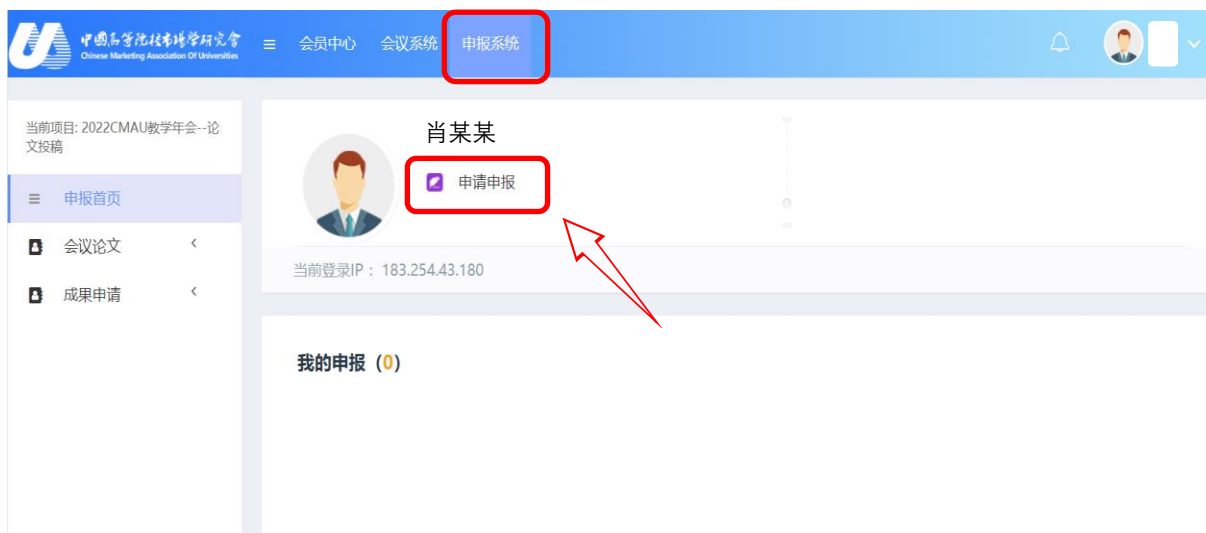 中國高等院校市場学研究會
Chinese Marketing Association Of Universities
≡ 会员中心 会议系统 申报系统
当前项目: 2022CMAU教学年会--论
文投稿
申报首页
会议论文
成果申请
肖某某
申请申报
当前登录IP： 183.254.43.180
我的申报（0）